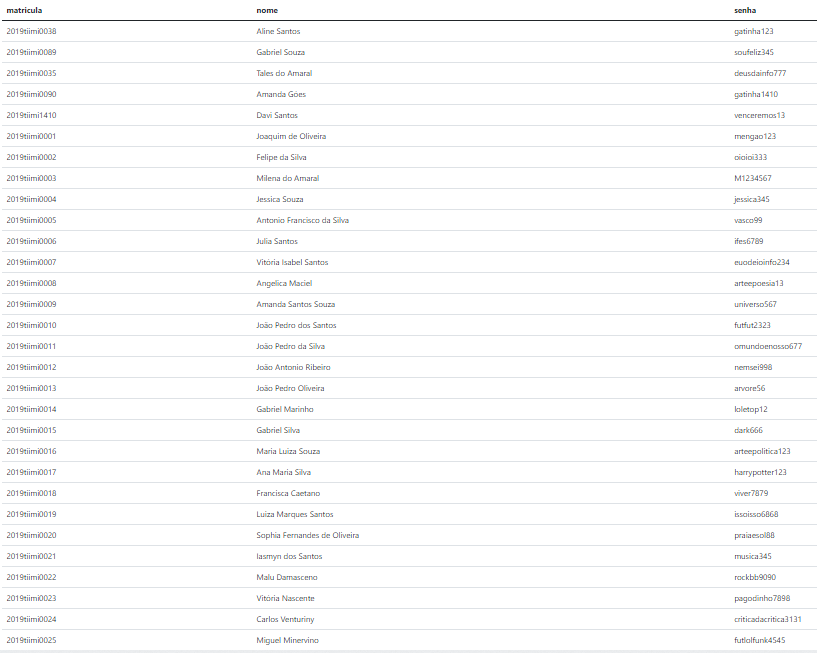 matricula nome senha
2019tiimi0038 Aline Santos gatinha123
2019tiimi0089 Gabriel Souza soufeliz345
2019tiimi0035 Tales do Amaral deusdainfo777
2019tiimi0090 Amanda Góes gatinha1410
2019tiimi1410 Davi Santos venceremos13
2019tiimi0001 Joaquim de Oliveira mengao123
2019tiimi0002 Felipe da Silva oioioi333
2019tiimi0003 Milena do Amaral M1234567
2019tiimi0004 Jessica Souza jessica345
2019tiimi0005 Antonio Francisco da Silva vasco99
2019tiimi0006 Julia Santos ifes6789
2019tiimi0007 Vitória Isabel Santos euodeioinfo234
2019tiimi0008 Angelica Maciel arteepoesia13
2019tiimi0009 Amanda Santos Souza universo567
2019tiimi0010 João Pedro dos Santos futfut2323
2019tiimi0011 João Pedro da Silva omundoenosso677
2019tiimi0012 João Antonio Ribeiro nemsei998
2019tiimi0013 João Pedro Oliveira arvore56
2019tiimi0014 Gabriel Marinho loletop12
2019tiimi0015 Gabriel Silva dark666
2019tiimi0016 Maria Luiza Souza arteepolitica123
2019tiimi0017 Ana Maria Silva harrypotter123
2019tiimi0018 Francisca Caetano viver7879
2019tiimi0019 Luiza Marques Santos issoisso6868
2019tiimi0020 Sophia Fernandes de Oliveira praiaesol88
2019tiimi0021 Iasmyn dos Santos musica345
2019tiimi0022 Malu Damasceno rockbb9090
2019tiimi0023 Vitória Nascente pagodinho7898
2019tiimi0024 Carlos Venturiny criticadacritica3131
2019tiimi0025 Miguel Minervino futlolfunk4545